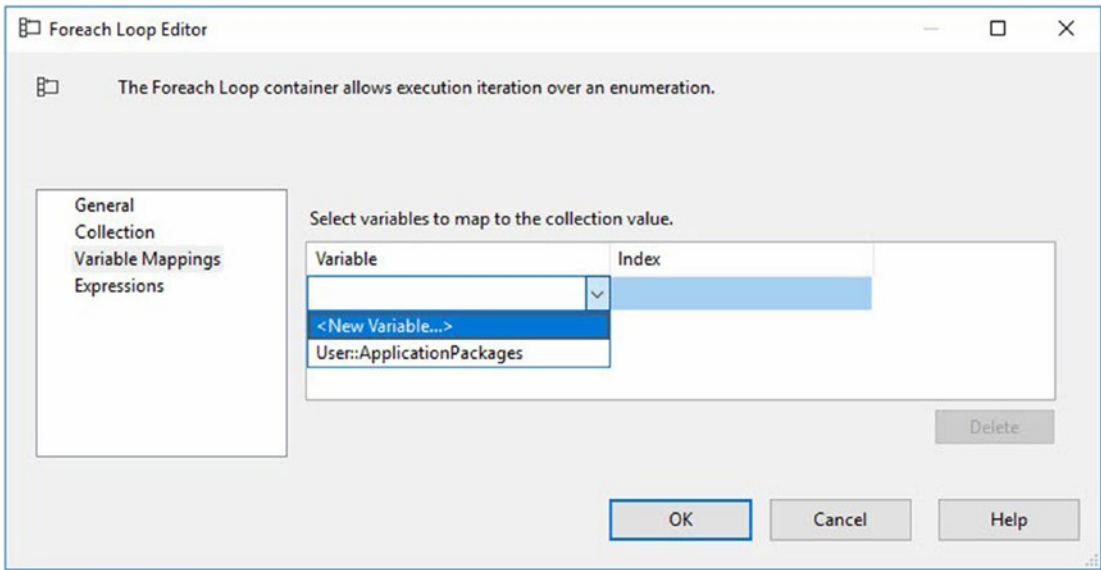 Foreach Loop Editor
The Foreach Loop container allows execution iteration over an enumeration.
General
Collection
Variable Mappings
Expressions
Select variables to map to the collection value.
Variable Index
<New Variable...>
User::ApplicationPackages
Delete
OK Cancel Help